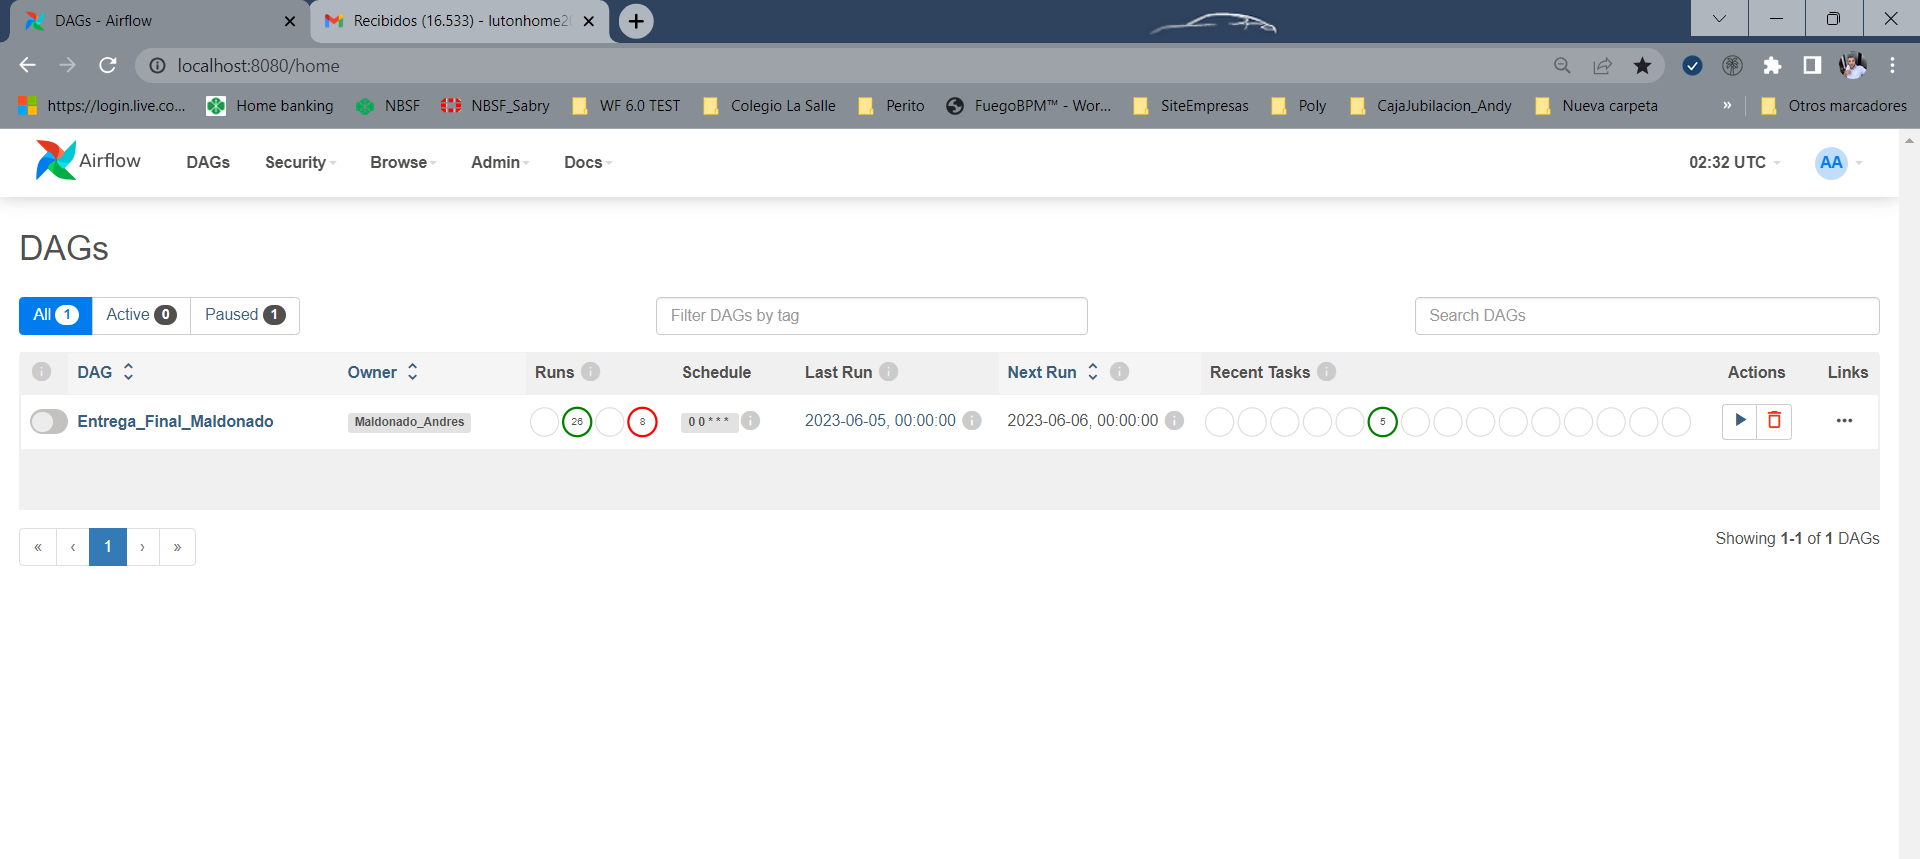 DAGs - Airflow
Recibidos (16.533) - lutonhome20
localhost:8080/home
https://login.live.co... Home banking NBSF NBSF_Sabry WF 6.0 TEST Colegio La Salle Perito FuegoBPM™ - Wor... SiteEmpresas Poly CajaJubilacion_Andy Nueva carpeta » Otros marcadores
Airflow DAGs Security Browse Admin Docs 02:32 UTC AA
DAGs
All 1 Active 0 Paused 1 Filter DAGs by tag Search DAGs
DAG Owner Runs Schedule Last Run Next Run Recent Tasks Actions Links
Entrega_Final_Maldonado Maldonado_Andres 26 8 0 0 * * * 2023-06-05, 00:00:00 2023-06-06, 00:00:00 5 ...
« ‹ 1 › »
Showing 1-1 of 1 DAGs